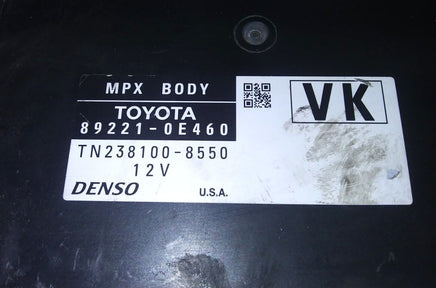 MPX BODY
TOYOTA
89221-0E460
TN238100-8550
12V
DENSO
U.S.A.
VK